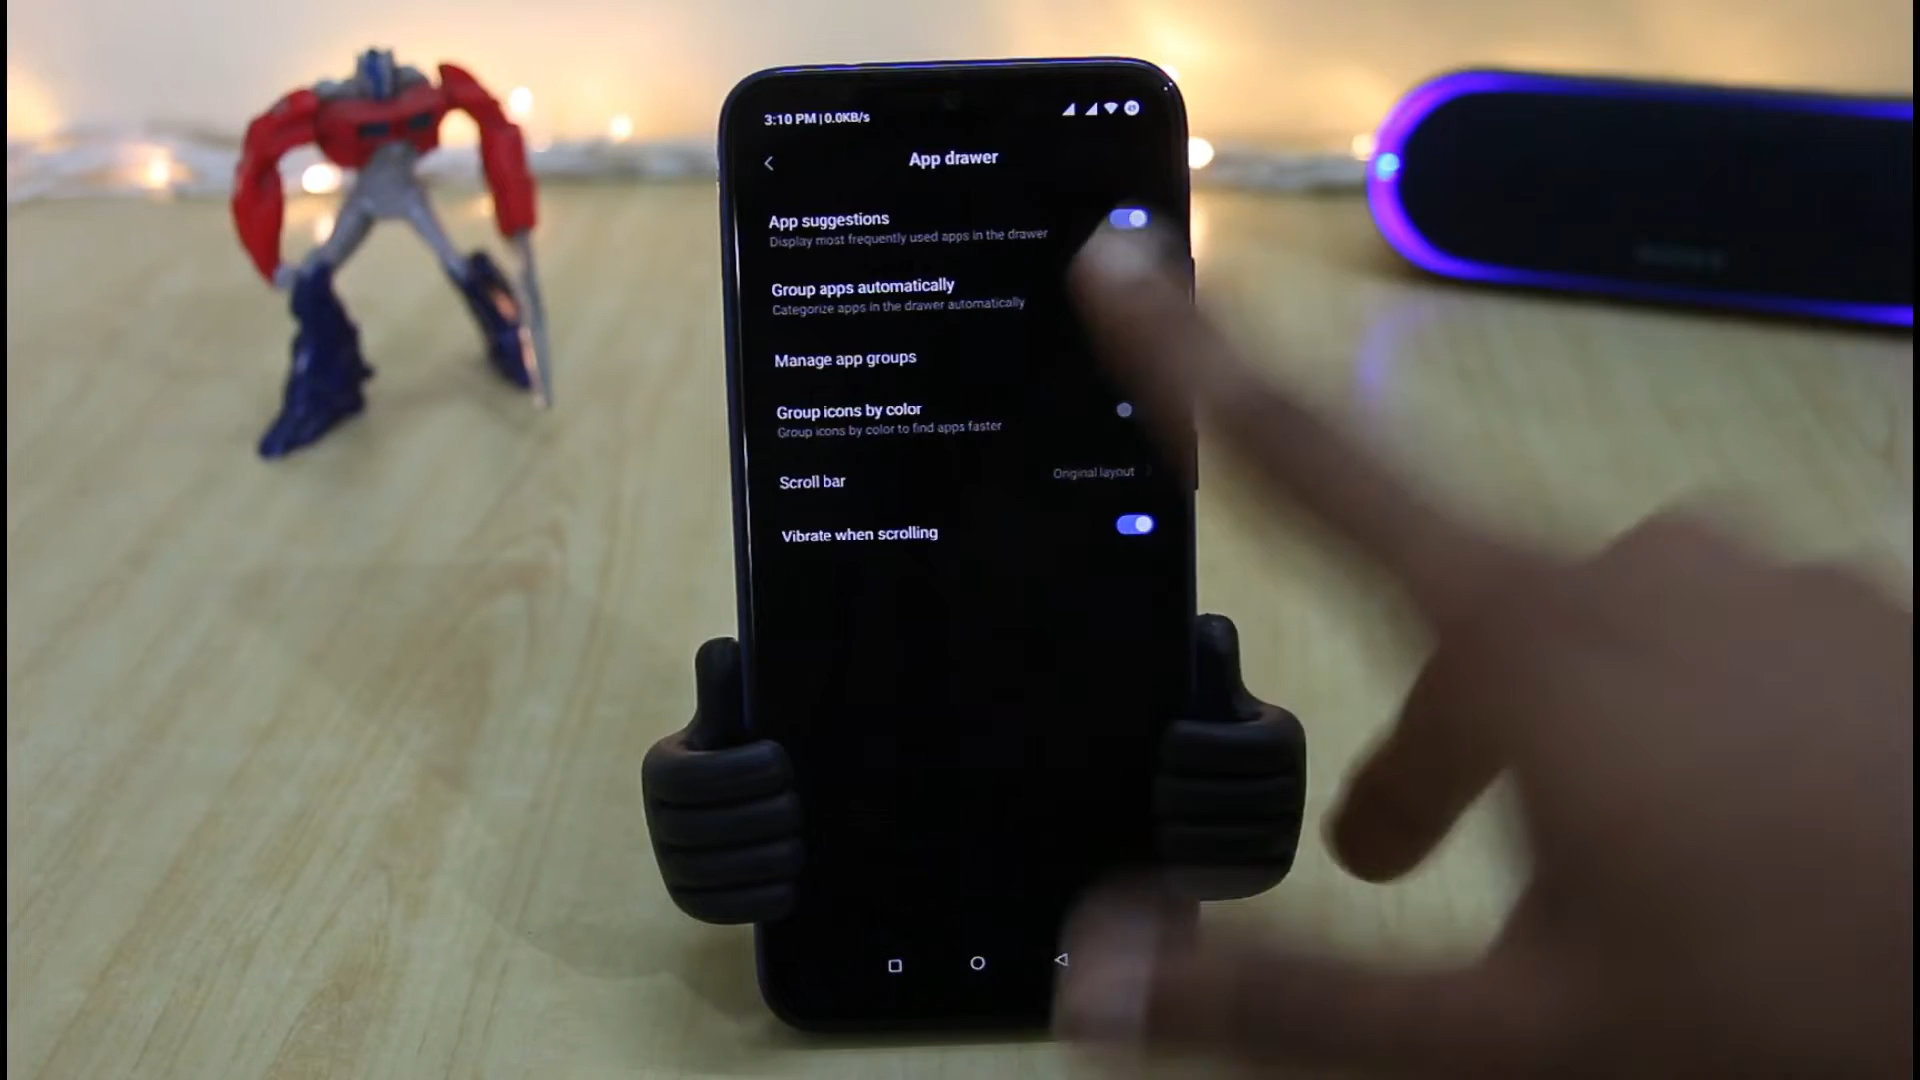 3:10 PM | 0.0KB/s
App drawer
App suggestions
Display most frequently used apps in the drawer
Group apps automatically
Categorize apps in the drawer automatically
Manage app groups
Group icons by color
Group icons by color to find apps faster
Scroll bar Original layout
Vibrate when scrolling